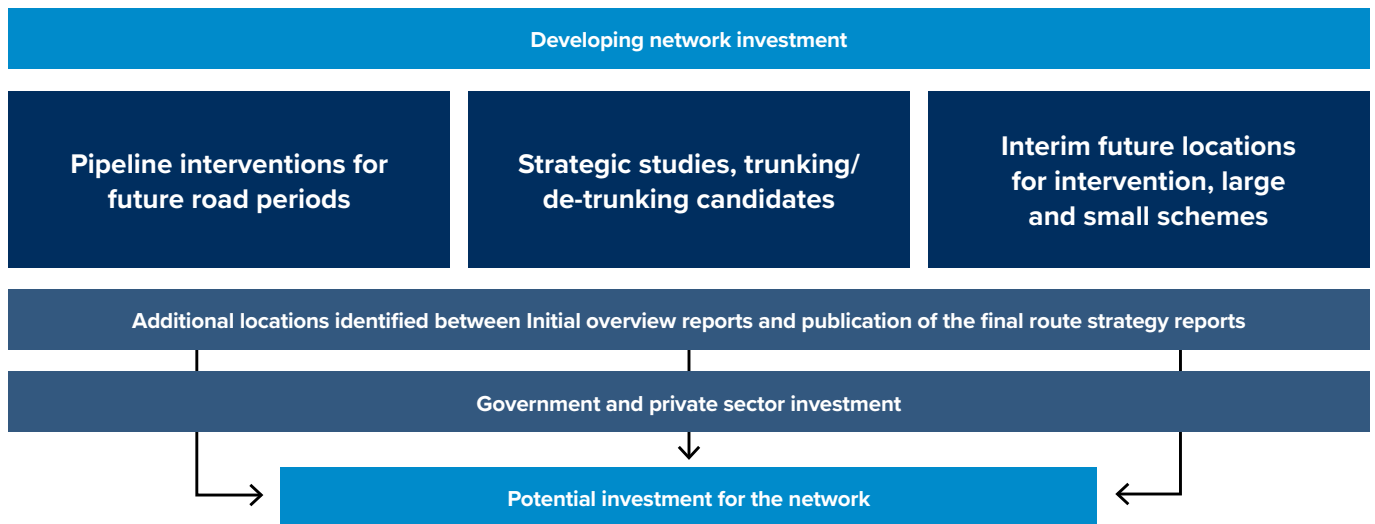 Developing network investment
Pipeline interventions for
future road periods
Strategic studies, trunking/
de-trunking candidates
Interim future locations
for intervention, large
and small schemes
Additional locations identified between Initial overview reports and publication of the final route strategy reports
Government and private sector investment
Potential investment for the network